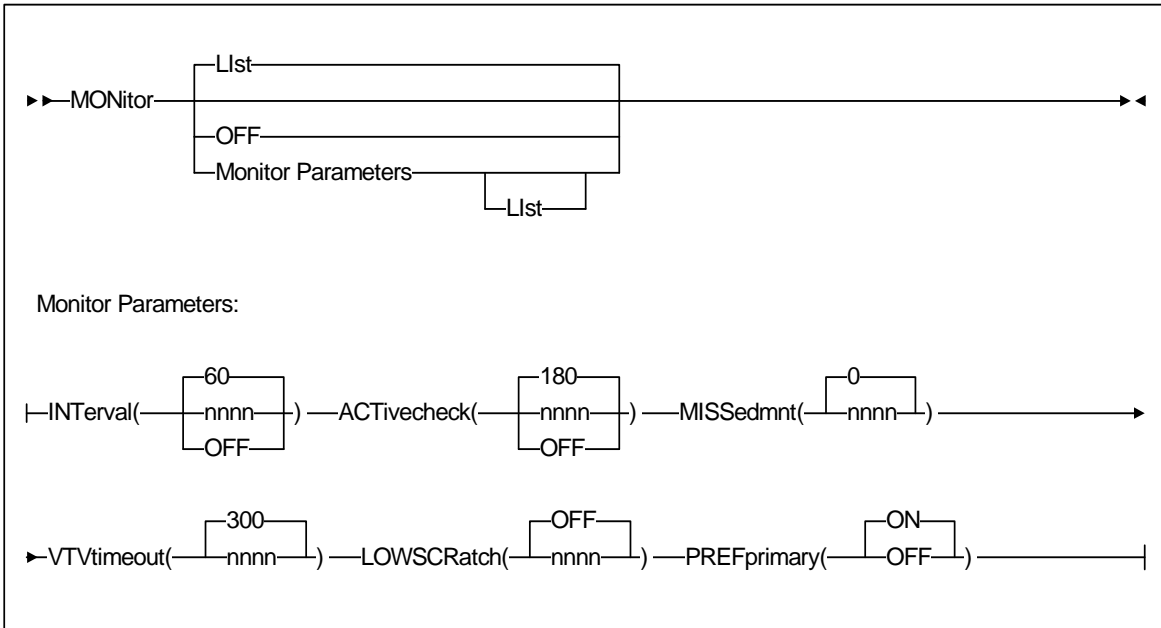 LIst
MONitor
OFF
Monitor Parameters
LIst
Monitor Parameters:
60 180 0
INTerval( nnnn ) ACTivecheck( nnnn ) MISSedmnt( nnnn )
OFF OFF
300 OFF ON
VTVtimeout( nnnn ) LOWSCRatch( nnnn ) PREFprimary( OFF )